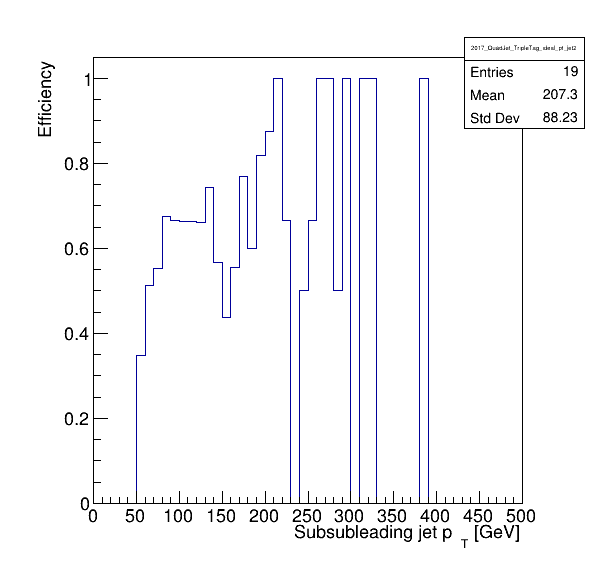 2017_QuadJet_TripleTag_ideal_pt_jet2
Entries 19
Mean 207.3
Std Dev 88.23
Efficiency
1
0.8
0.6
0.4
0.2
0
0 50 100 150 200 250 300 350 400 450 500
Subsubleading jet p T [GeV]